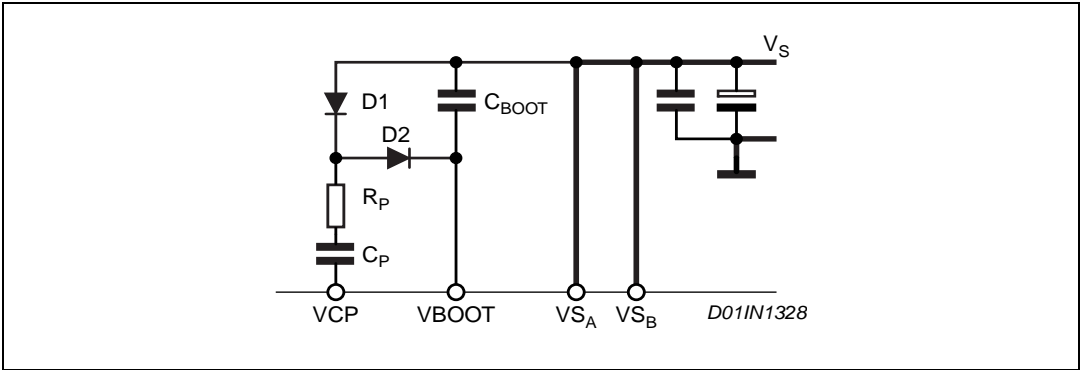 V_S
D1
C_BOOT
D2
R_P
C_P
VCP VBOOT VS_A VS_B D01IN1328